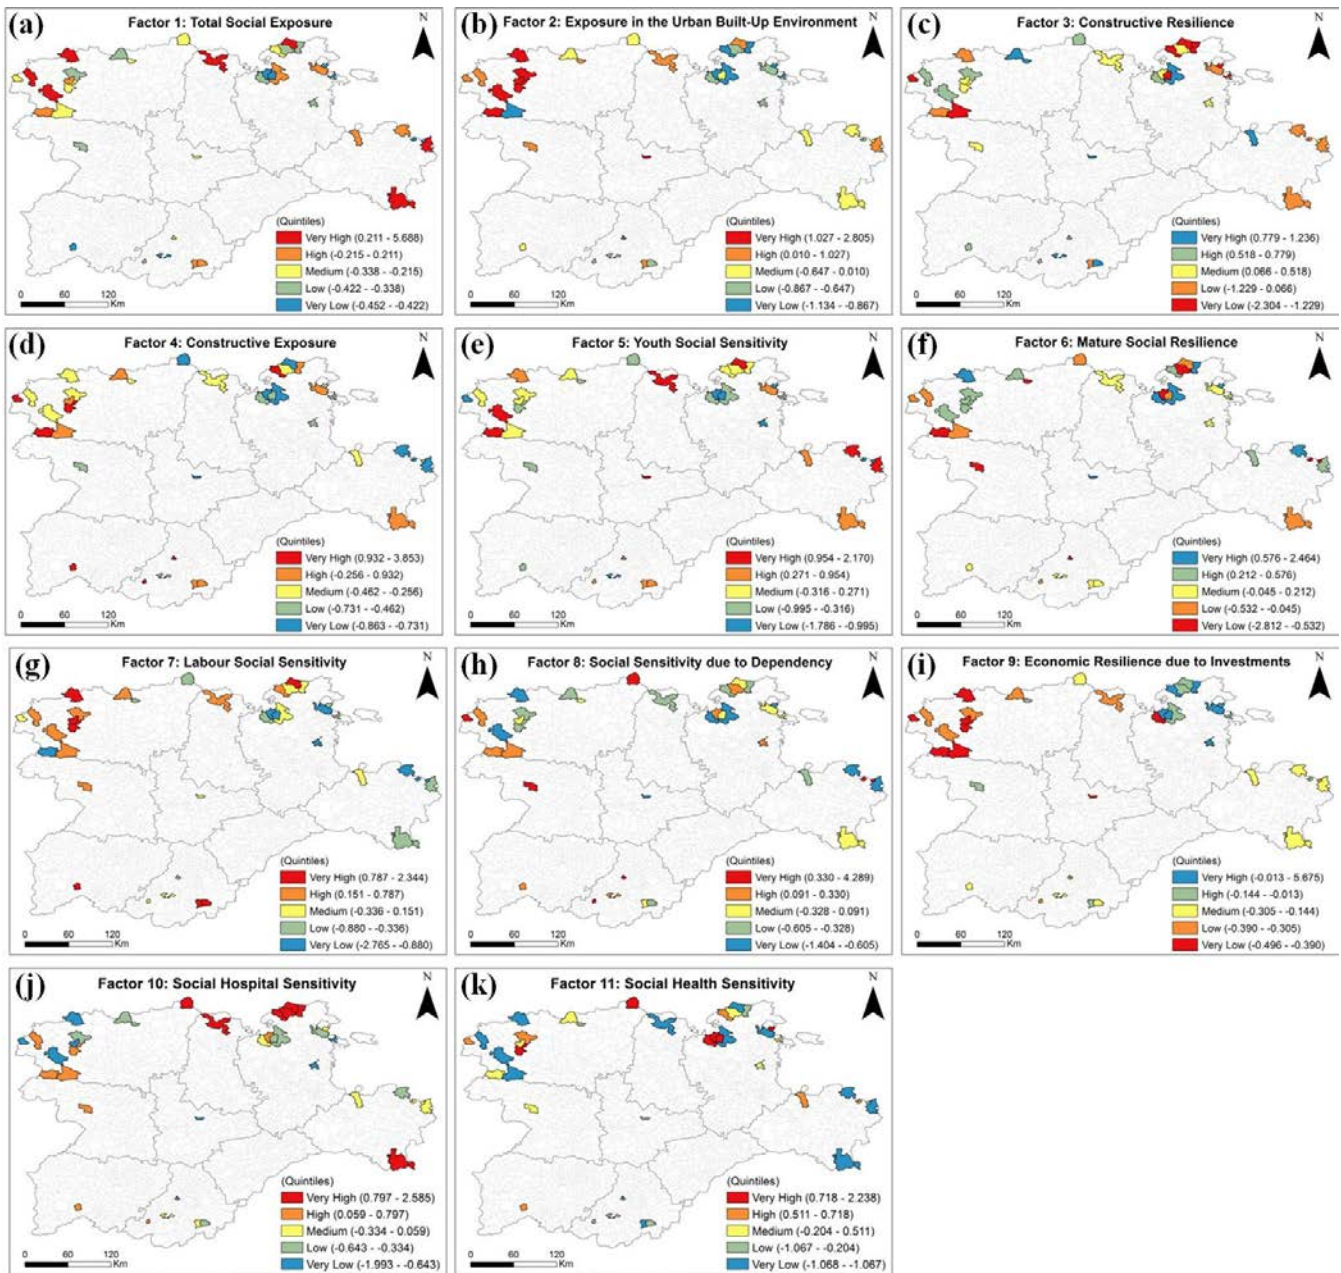 (a) Factor 1: Total Social Exposure
N
(Quintiles)
Very High (0.211 - 5.688)
High (-0.215 - 0.211)
Medium (-0.338 - -0.215)
Low (-0.422 - -0.338)
Very Low (-0.452 - -0.422)
0 60 120
Km
(b) Factor 2: Exposure in the Urban Built-Up Environment
N
(Quintiles)
Very High (1.027 - 2.805)
High (0.010 - 1.027)
Medium (-0.647 - 0.010)
Low (-0.867 - -0.647)
Very Low (-1.134 - -0.867)
0 60 120
Km
(c) Factor 3: Constructive Resilience
N
(Quintiles)
Very High (0.779 - 1.236)
High (0.518 - 0.779)
Medium (0.066 - 0.518)
Low (-1.229 - 0.066)
Very Low (-2.304 - -1.229)
0 60 120
Km
(d) Factor 4: Constructive Exposure
N
(Quintiles)
Very High (0.932 - 3.853)
High (-0.256 - 0.932)
Medium (-0.462 - -0.256)
Low (-0.731 - -0.462)
Very Low (-0.863 - -0.731)
0 60 120
Km
(e) Factor 5: Youth Social Sensitivity
N
(Quintiles)
Very High (0.954 - 2.170)
High (0.271 - 0.954)
Medium (-0.316 - 0.271)
Low (-0.995 - -0.316)
Very Low (-1.786 - -0.995)
0 60 120
Km
(f) Factor 6: Mature Social Resilience
N
(Quintiles)
Very High (0.576 - 2.464)
High (0.212 - 0.576)
Medium (-0.045 - 0.212)
Low (-0.532 - -0.045)
Very Low (-2.812 - -0.532)
0 60 120
Km
(g) Factor 7: Labour Social Sensitivity
N
(Quintiles)
Very High (0.787 - 2.344)
High (0.151 - 0.787)
Medium (-0.336 - 0.151)
Low (-0.880 - -0.336)
Very Low (-2.765 - -0.880)
0 60 120
Km
(h) Factor 8: Social Sensitivity due to Dependency
N
(Quintiles)
Very High (0.330 - 4.289)
High (0.091 - 0.330)
Medium (-0.328 - 0.091)
Low (-0.605 - -0.328)
Very Low (-1.404 - -0.605)
0 60 120
Km
(i) Factor 9: Economic Resilience due to Investments
N
(Quintiles)
Very High (-0.013 - 5.675)
High (-0.144 - -0.013)
Medium (-0.305 - -0.144)
Low (-0.390 - -0.305)
Very Low (-0.496 - -0.390)
0 60 120
Km
(j) Factor 10: Social Hospital Sensitivity
N
(Quintiles)
Very High (0.797 - 2.585)
High (0.059 - 0.797)
Medium (-0.334 - 0.059)
Low (-0.643 - -0.334)
Very Low (-1.993 - -0.643)
0 60 120
Km
(k) Factor 11: Social Health Sensitivity
N
(Quintiles)
Very High (0.718 - 2.238)
High (0.511 - 0.718)
Medium (-0.204 - 0.511)
Low (-1.067 - -0.204)
Very Low (-1.068 - -1.067)
0 60 120
Km